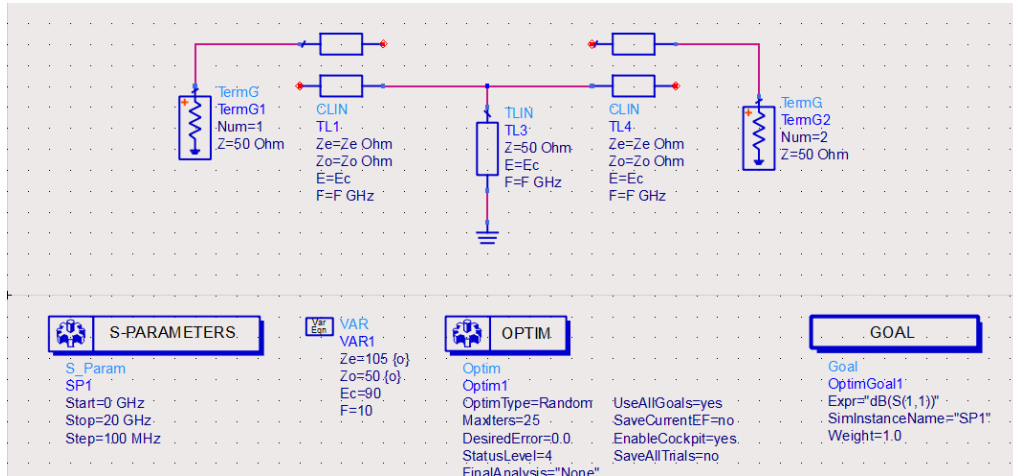 TermG
TermG1
Num=1
Z=50 Ohm
CLIN
TL1
Ze=Ze Ohm
Zo=Zo Ohm
E=Ec
F=F GHz
TLIN
TL3
Z=50 Ohm
E=Ec
F=F GHz
CLIN
TL4
Ze=Ze Ohm
Zo=Zo Ohm
E=Ec
F=F GHz
TermG
TermG2
Num=2
Z=50 Ohm
S-PARAMETERS
S_Param
SP1
Start=0 GHz
Stop=20 GHz
Step=100 MHz
Var
Eqn
VAR
VAR1
Ze=105 {o}
Zo=50 {o}
Ec=90
F=10
OPTIM
Optim
Optim1
OptimType=Random
MaxIters=25
DesiredError=0.0
StatusLevel=4
FinalAnalysis="None"
UseAllGoals=yes
SaveCurrentEF=no
EnableCockpit=yes
SaveAllTrials=no
GOAL
Goal
OptimGoal1
Expr="dB(S(1,1))"
SimInstanceName="SP1"
Weight=1.0